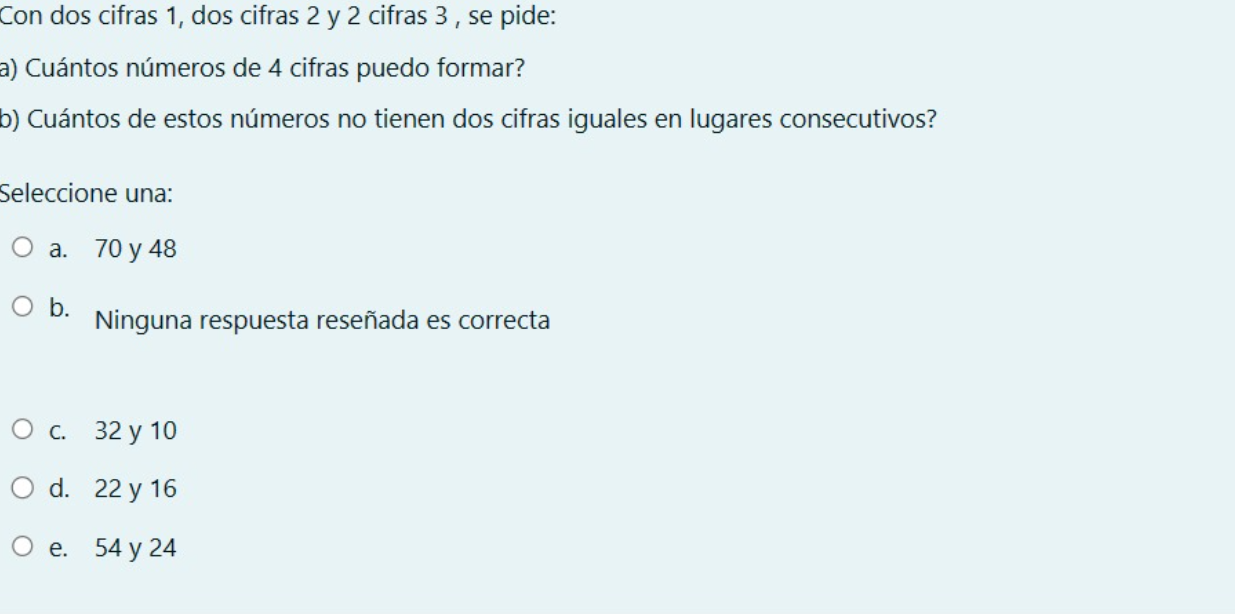 Con dos cifras 1, dos cifras 2 y 2 cifras 3 , se pide:
a) Cuántos números de 4 cifras puedo formar?
b) Cuántos de estos números no tienen dos cifras iguales en lugares consecutivos?
Seleccione una:
a. 70 y 48
b. Ninguna respuesta reseñada es correcta
c. 32 y 10
d. 22 y 16
e. 54 y 24